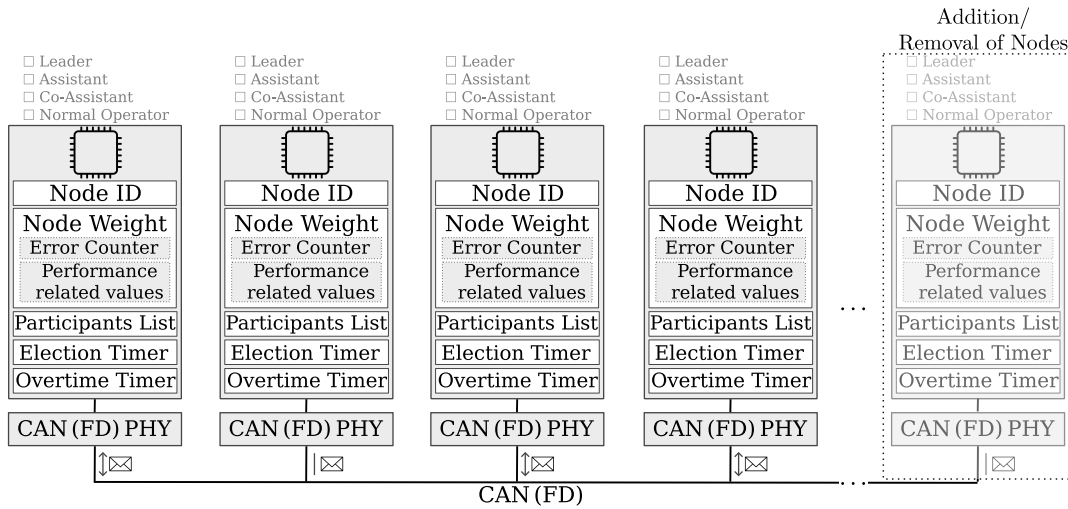 Addition/
Removal of Nodes
☐ Leader
☐ Assistant
☐ Co-Assistant
☐ Normal Operator
Node ID
Node Weight
Error Counter
Performance
related values
Participants List
Election Timer
Overtime Timer
CAN (FD) PHY
☐ Leader
☐ Assistant
☐ Co-Assistant
☐ Normal Operator
Node ID
Node Weight
Error Counter
Performance
related values
Participants List
Election Timer
Overtime Timer
CAN (FD) PHY
☐ Leader
☐ Assistant
☐ Co-Assistant
☐ Normal Operator
Node ID
Node Weight
Error Counter
Performance
related values
Participants List
Election Timer
Overtime Timer
CAN (FD) PHY
☐ Leader
☐ Assistant
☐ Co-Assistant
☐ Normal Operator
Node ID
Node Weight
Error Counter
Performance
related values
Participants List
Election Timer
Overtime Timer
CAN (FD) PHY
...
☐ Leader
☐ Assistant
☐ Co-Assistant
☐ Normal Operator
Node ID
Node Weight
Error Counter
Performance
related values
Participants List
Election Timer
Overtime Timer
CAN (FD) PHY
...
CAN (FD)